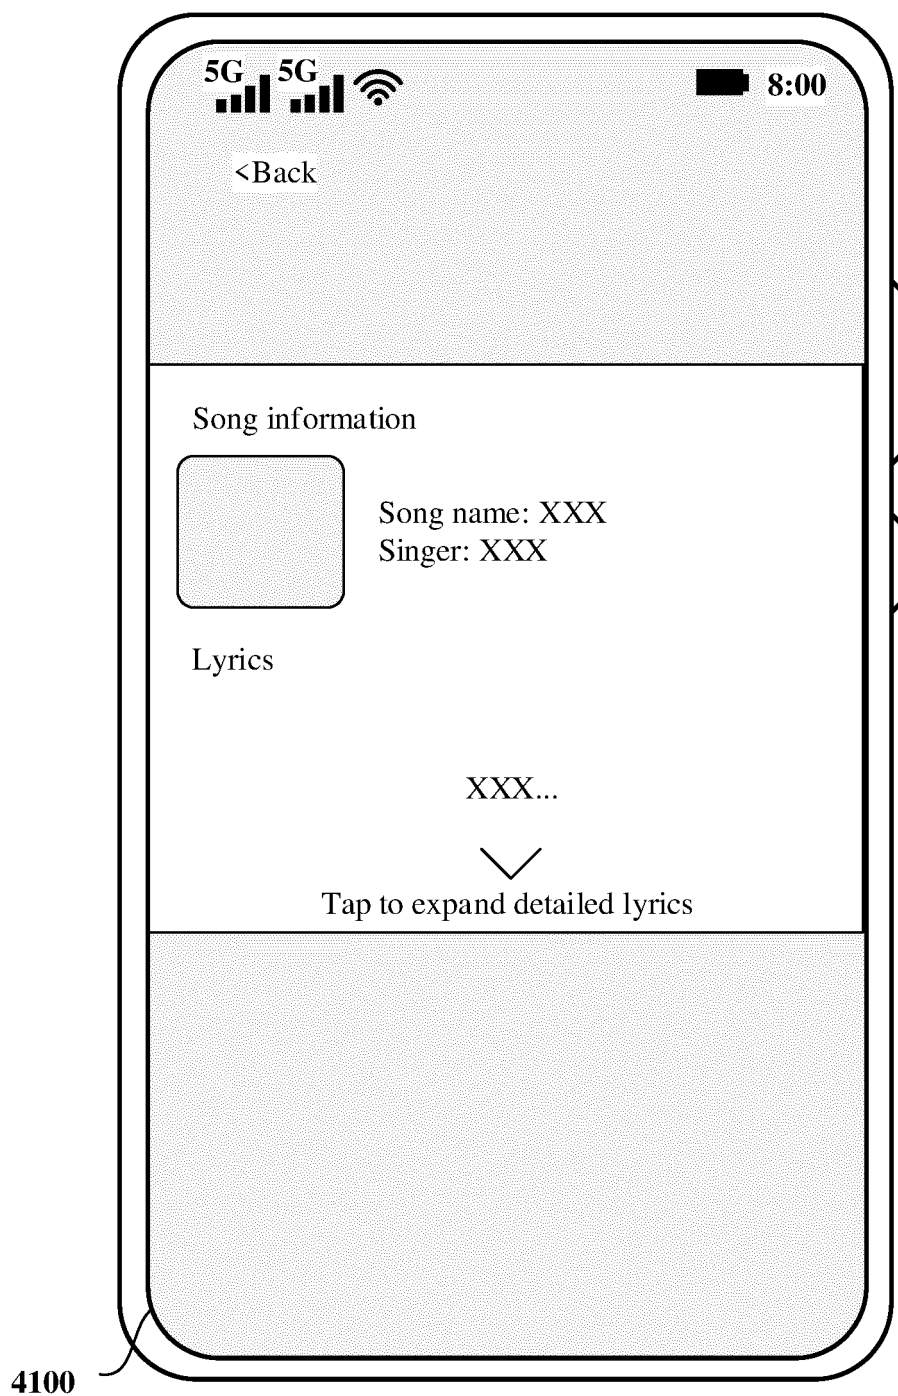 5G 5G 8:00
<Back
Song information
Song name: XXX
Singer: XXX
Lyrics
XXX...
Tap to expand detailed lyrics
4100